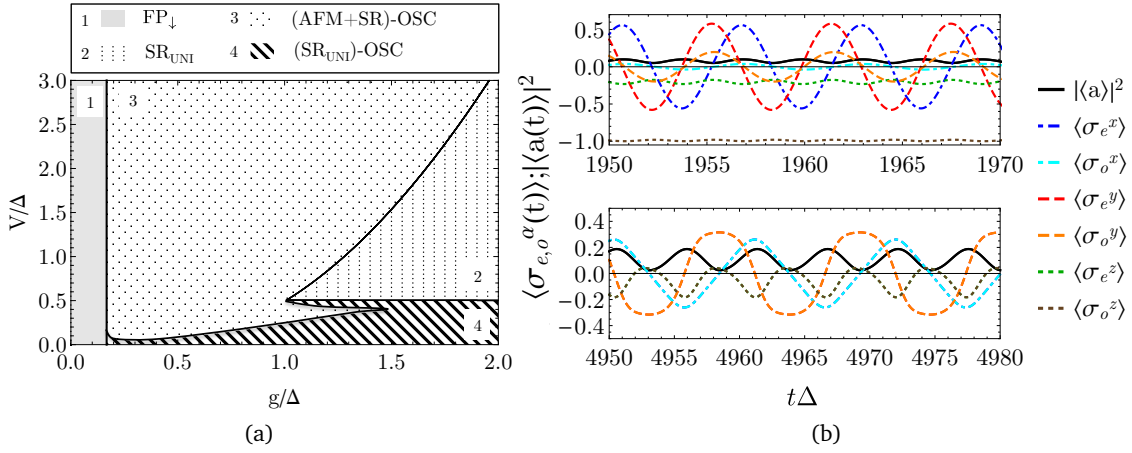 1 FP↓ 3 (AFM+SR)-OSC
2 SR_UNI 4 (SR_UNI)-OSC
3.0
2.5
2.0
1.5
1.0
0.5
0.0
V/Δ
1
3
2
4
0.0 0.5 1.0 1.5 2.0
g/Δ
(a)
⟨σ_{e,o}^α(t)⟩;|⟨a(t)⟩|²
0.5
0.0
-0.5
-1.0
1950 1955 1960 1965 1970
0.4
0.2
0.0
-0.2
-0.4
4950 4955 4960 4965 4970 4975 4980
tΔ
(b)
|⟨a⟩|²
⟨σ_e^x⟩
⟨σ_o^x⟩
⟨σ_e^y⟩
⟨σ_o^y⟩
⟨σ_e^z⟩
⟨σ_o^z⟩